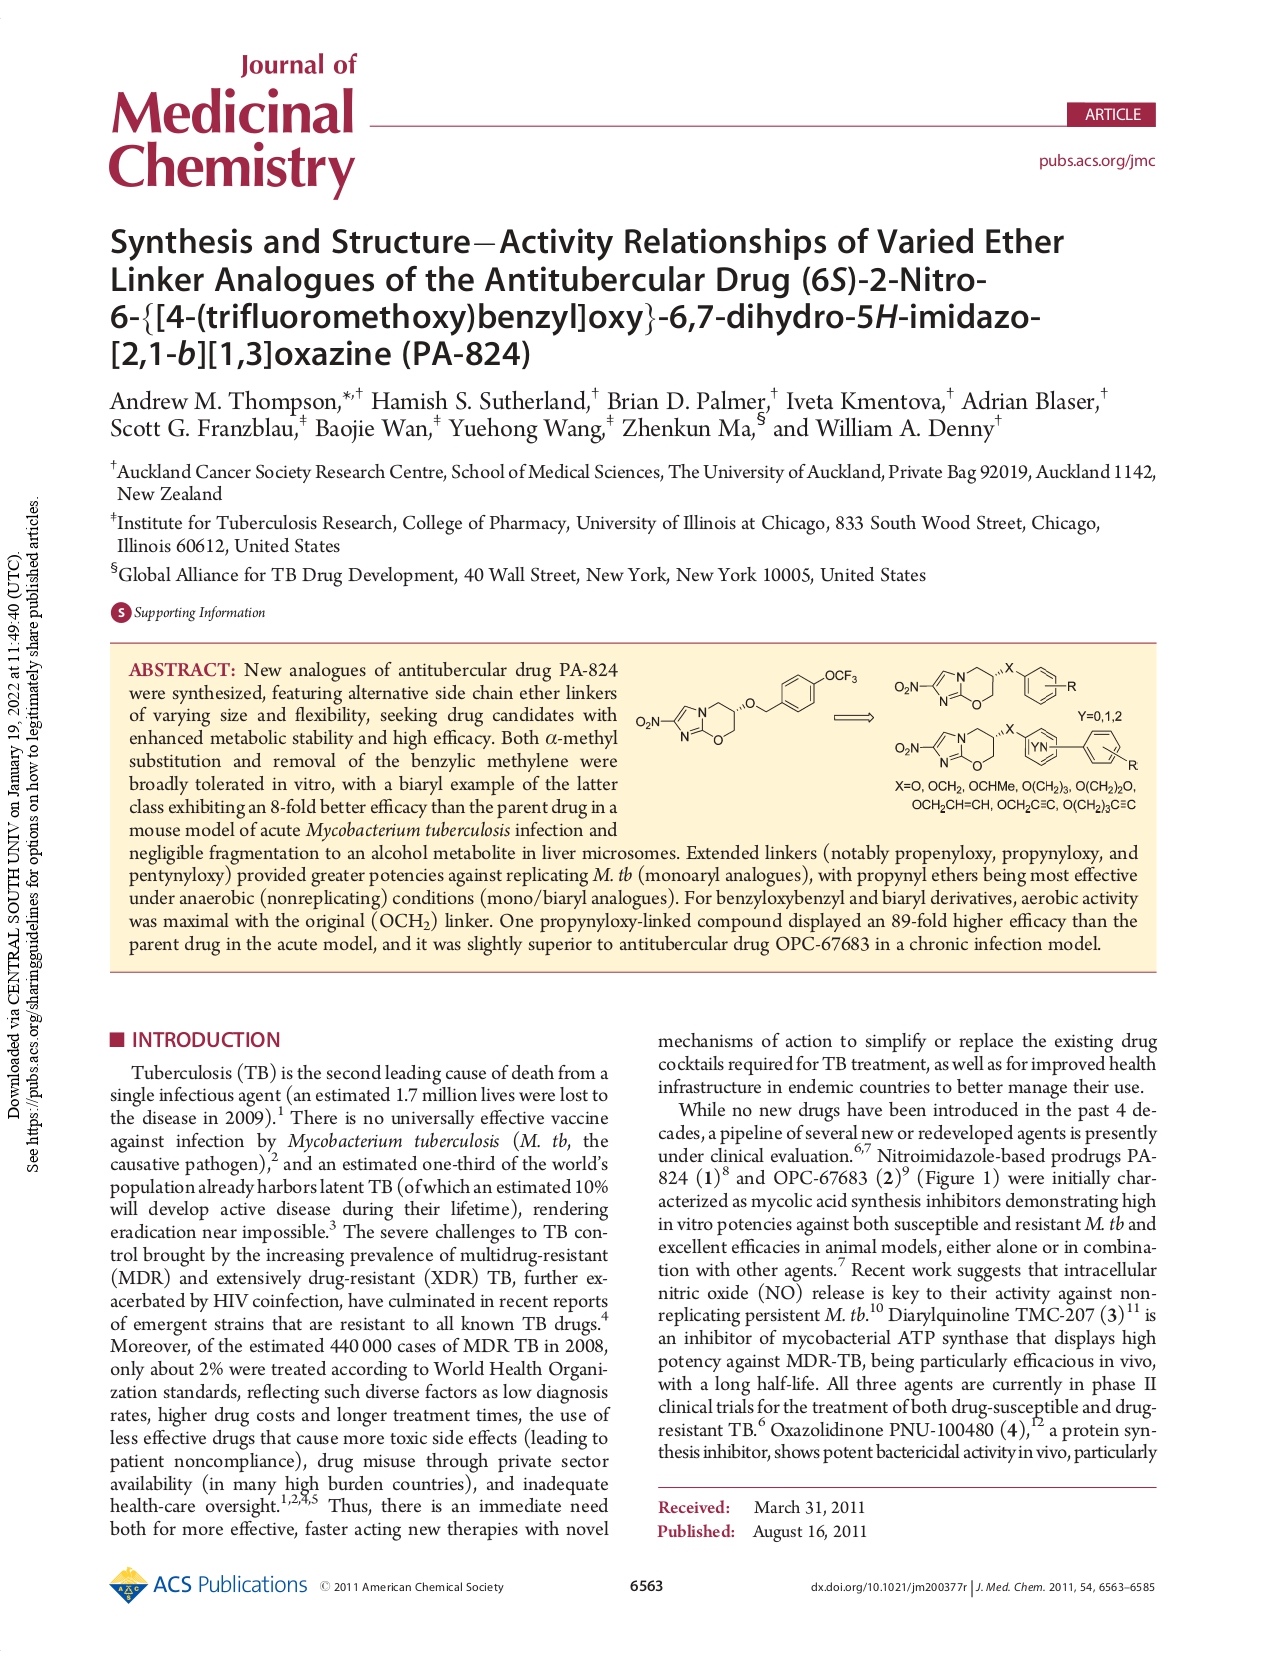 Journal of
Medicinal
Chemistry
ARTICLE
pubs.acs.org/jmc
Synthesis and Structure−Activity Relationships of Varied Ether
Linker Analogues of the Antitubercular Drug (6S)-2-Nitro-
6-{[4-(trifluoromethoxy)benzyl]oxy}-6,7-dihydro-5H-imidazo-
[2,1-b][1,3]oxazine (PA-824)
Andrew M. Thompson,*,† Hamish S. Sutherland,† Brian D. Palmer,† Iveta Kmentova,† Adrian Blaser,†
Scott G. Franzblau,‡ Baojie Wan,‡ Yuehong Wang,‡ Zhenkun Ma,§ and William A. Denny†
†Auckland Cancer Society Research Centre, School of Medical Sciences, The University of Auckland, Private Bag 92019, Auckland 1142,
New Zealand
‡Institute for Tuberculosis Research, College of Pharmacy, University of Illinois at Chicago, 833 South Wood Street, Chicago,
Illinois 60612, United States
§Global Alliance for TB Drug Development, 40 Wall Street, New York, New York 10005, United States
S Supporting Information
ABSTRACT: New analogues of antitubercular drug PA-824
were synthesized, featuring alternative side chain ether linkers
of varying size and flexibility, seeking drug candidates with
enhanced metabolic stability and high efficacy. Both α-methyl
substitution and removal of the benzylic methylene were
broadly tolerated in vitro, with a biaryl example of the latter
class exhibiting an 8-fold better efficacy than the parent drug in a
mouse model of acute Mycobacterium tuberculosis infection and
negligible fragmentation to an alcohol metabolite in liver microsomes. Extended linkers (notably propenyloxy, propynyloxy, and
pentynyloxy) provided greater potencies against replicating M. tb (monoaryl analogues), with propynyl ethers being most effective
under anaerobic (nonreplicating) conditions (mono/biaryl analogues). For benzyloxybenzyl and biaryl derivatives, aerobic activity
was maximal with the original (OCH2) linker. One propynyloxy-linked compound displayed an 89-fold higher efficacy than the
parent drug in the acute model, and it was slightly superior to antitubercular drug OPC-67683 in a chronic infection model.
O2N
N
N
O
O
OCF3
O2N
N
N
O
X
R
Y=0,1,2
O2N
N
N
O
X
YN
R
X=O, OCH2, OCHMe, O(CH2)3, O(CH2)2O,
OCH2CH=CH, OCH2C≡C, O(CH2)3C≡C
INTRODUCTION
Tuberculosis (TB) is the second leading cause of death from a
single infectious agent (an estimated 1.7 million lives were lost to
the disease in 2009).1 There is no universally effective vaccine
against infection by Mycobacterium tuberculosis (M. tb, the
causative pathogen),2 and an estimated one-third of the world's
population already harbors latent TB (of which an estimated 10%
will develop active disease during their lifetime), rendering
eradication near impossible.3 The severe challenges to TB con-
trol brought by the increasing prevalence of multidrug-resistant
(MDR) and extensively drug-resistant (XDR) TB, further ex-
acerbated by HIV coinfection, have culminated in recent reports
of emergent strains that are resistant to all known TB drugs.4
Moreover, of the estimated 440 000 cases of MDR TB in 2008,
only about 2% were treated according to World Health Organi-
zation standards, reflecting such diverse factors as low diagnosis
rates, higher drug costs and longer treatment times, the use of
less effective drugs that cause more toxic side effects (leading to
patient noncompliance), drug misuse through private sector
availability (in many high burden countries), and inadequate
health-care oversight.1,2,4,5 Thus, there is an immediate need
both for more effective, faster acting new therapies with novel
mechanisms of action to simplify or replace the existing drug
cocktails required for TB treatment, as well as for improved health
infrastructure in endemic countries to better manage their use.
While no new drugs have been introduced in the past 4 de-
cades, a pipeline of several new or redeveloped agents is presently
under clinical evaluation.6,7 Nitroimidazole-based prodrugs PA-
824 (1)8 and OPC-67683 (2)9 (Figure 1) were initially char-
acterized as mycolic acid synthesis inhibitors demonstrating high
in vitro potencies against both susceptible and resistant M. tb and
excellent efficacies in animal models, either alone or in combina-
tion with other agents.7 Recent work suggests that intracellular
nitric oxide (NO) release is key to their activity against non-
replicating persistent M. tb.10 Diarylquinoline TMC-207 (3)11 is
an inhibitor of mycobacterial ATP synthase that displays high
potency against MDR-TB, being particularly efficacious in vivo,
with a long half-life. All three agents are currently in phase II
clinical trials for the treatment of both drug-susceptible and drug-
resistant TB.6 Oxazolidinone PNU-100480 (4),12 a protein syn-
thesis inhibitor, shows potent bactericidal activity in vivo, particularly
Received: March 31, 2011
Published: August 16, 2011
ACS Publications © 2011 American Chemical Society
6563
dx.doi.org/10.1021/jm200377r | J. Med. Chem. 2011, 54, 6563–6585
Downloaded via CENTRAL SOUTH UNIV on January 19, 2022 at 11:49:40 (UTC).
See https://pubs.acs.org/sharingguidelines for options on how to legitimately share published articles.